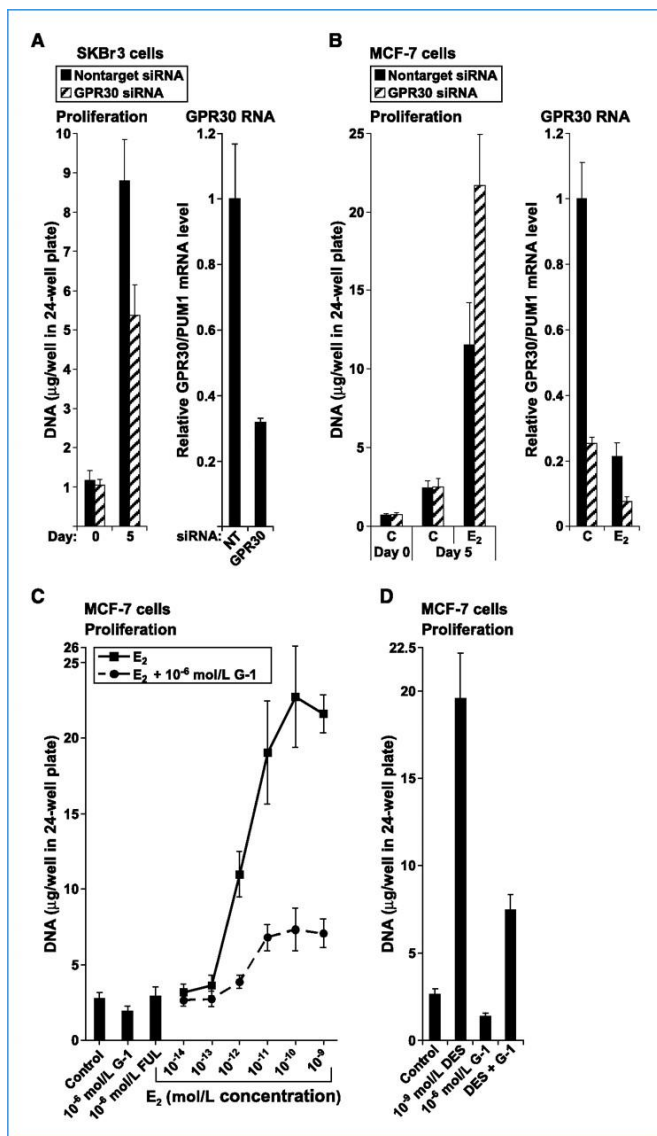 A
SKBr3 cells
Nontarget siRNA
GPR30 siRNA
Proliferation
GPR30 RNA
DNA (μg/well in 24-well plate)
10
9
8
7
6
5
4
3
2
1
Day: 0 5
Relative GPR30/PUM1 mRNA level
1.2
1
0.8
0.6
0.4
0.2
siRNA: NT GPR30
B
MCF-7 cells
Nontarget siRNA
GPR30 siRNA
Proliferation
GPR30 RNA
DNA (μg/well in 24-well plate)
25
20
15
10
5
0
C C E₂
Day 0 Day 5
Relative GPR30/PUM1 mRNA level
1.2
1
0.8
0.6
0.4
0.2
0
C E₂
C
MCF-7 cells
Proliferation
E₂
E₂ + 10⁻⁶ mol/L G-1
DNA (μg/well in 24-well plate)
26
25
20
15
10
5
0
Control
10⁻⁶ mol/L G-1
10⁻⁶ mol/L FUL
10⁻¹⁴
10⁻¹³
10⁻¹²
10⁻¹¹
10⁻¹⁰
10⁻⁹
E₂ (mol/L concentration)
D
MCF-7 cells
Proliferation
DNA (μg/well in 24-well plate)
22.5
20
15
10
5
0
Control
10⁻⁹ mol/L DES
10⁻⁶ mol/L G-1
DES + G-1